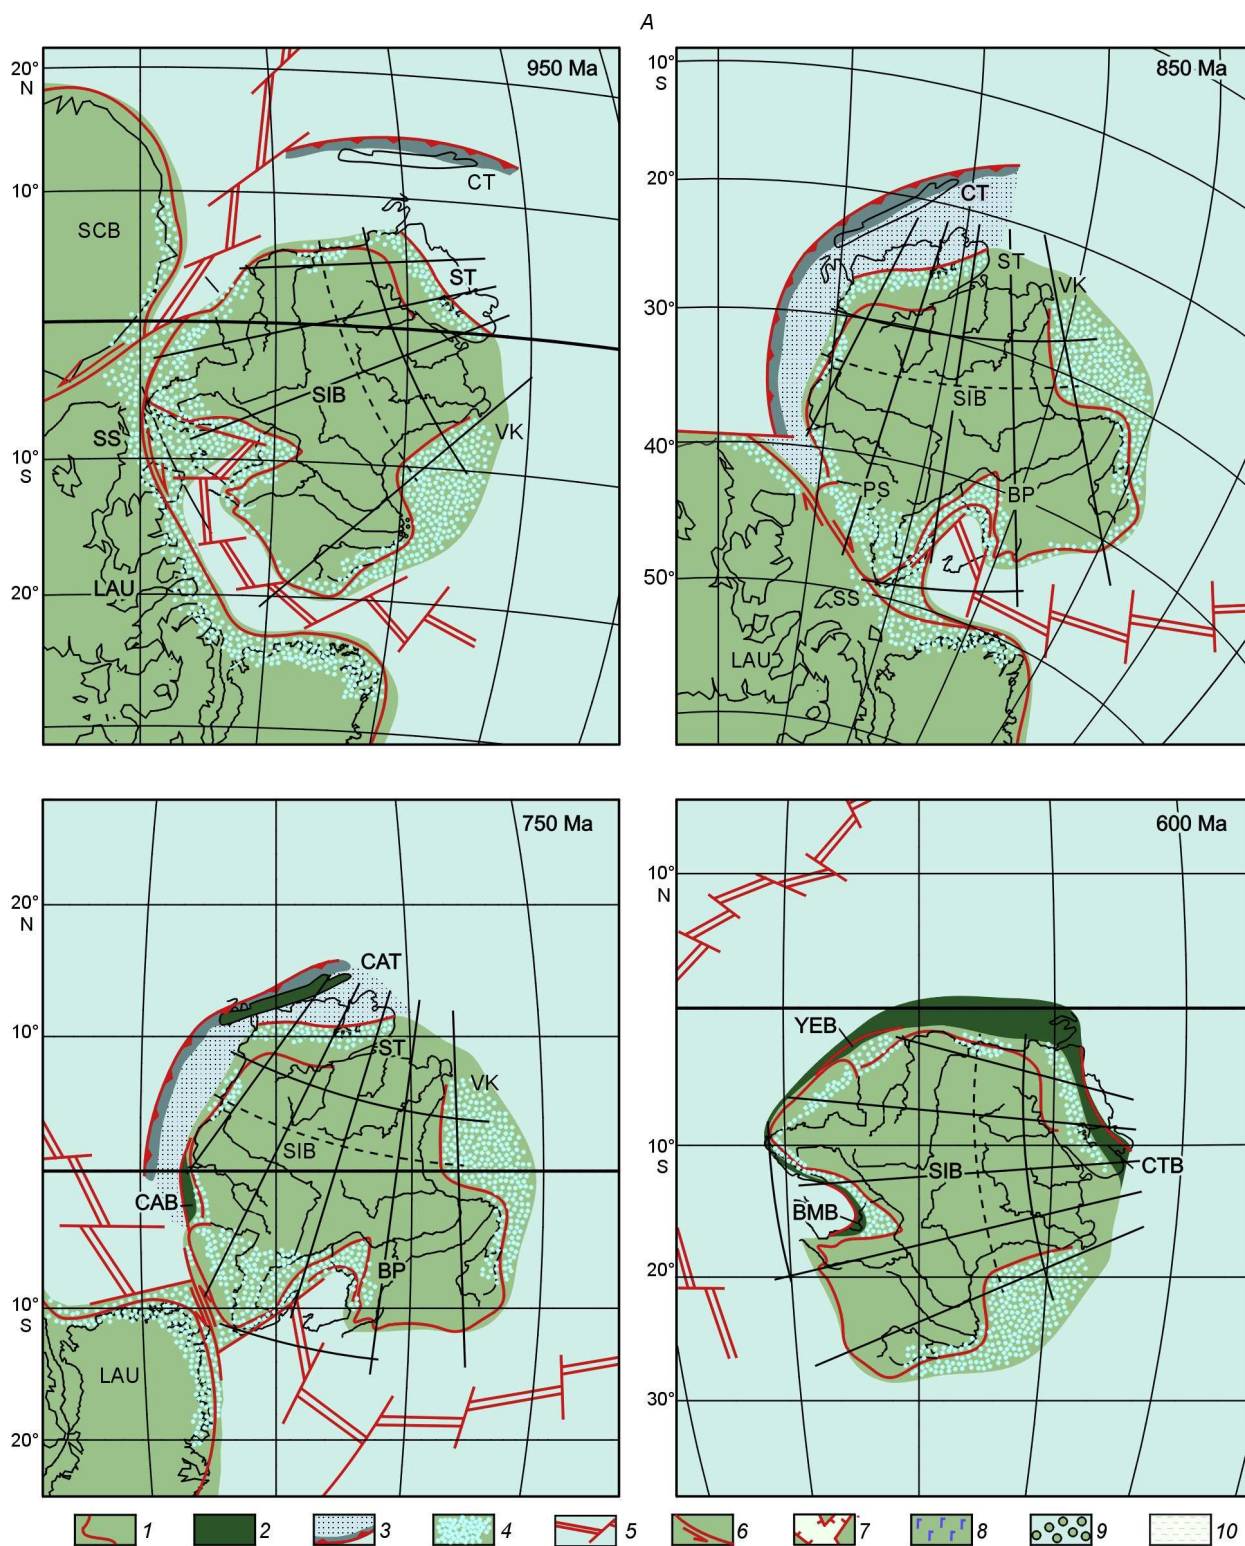 A
950 Ma
20°
N
10°
10°
S
20°
SCB
CT
ST
SIB
VK
SS
LAU
850 Ma
10°
S
20°
30°
40°
50°
CT
ST
VK
SIB
PS
BP
SS
LAU
750 Ma
20°
N
10°
10°
S
20°
CAT
ST
VK
SIB
CAB
BP
LAU
600 Ma
10°
N
10°
S
20°
30°
YEB
SIB
CTB
BMB
1 2 3 4 5 6 7 8 9 10